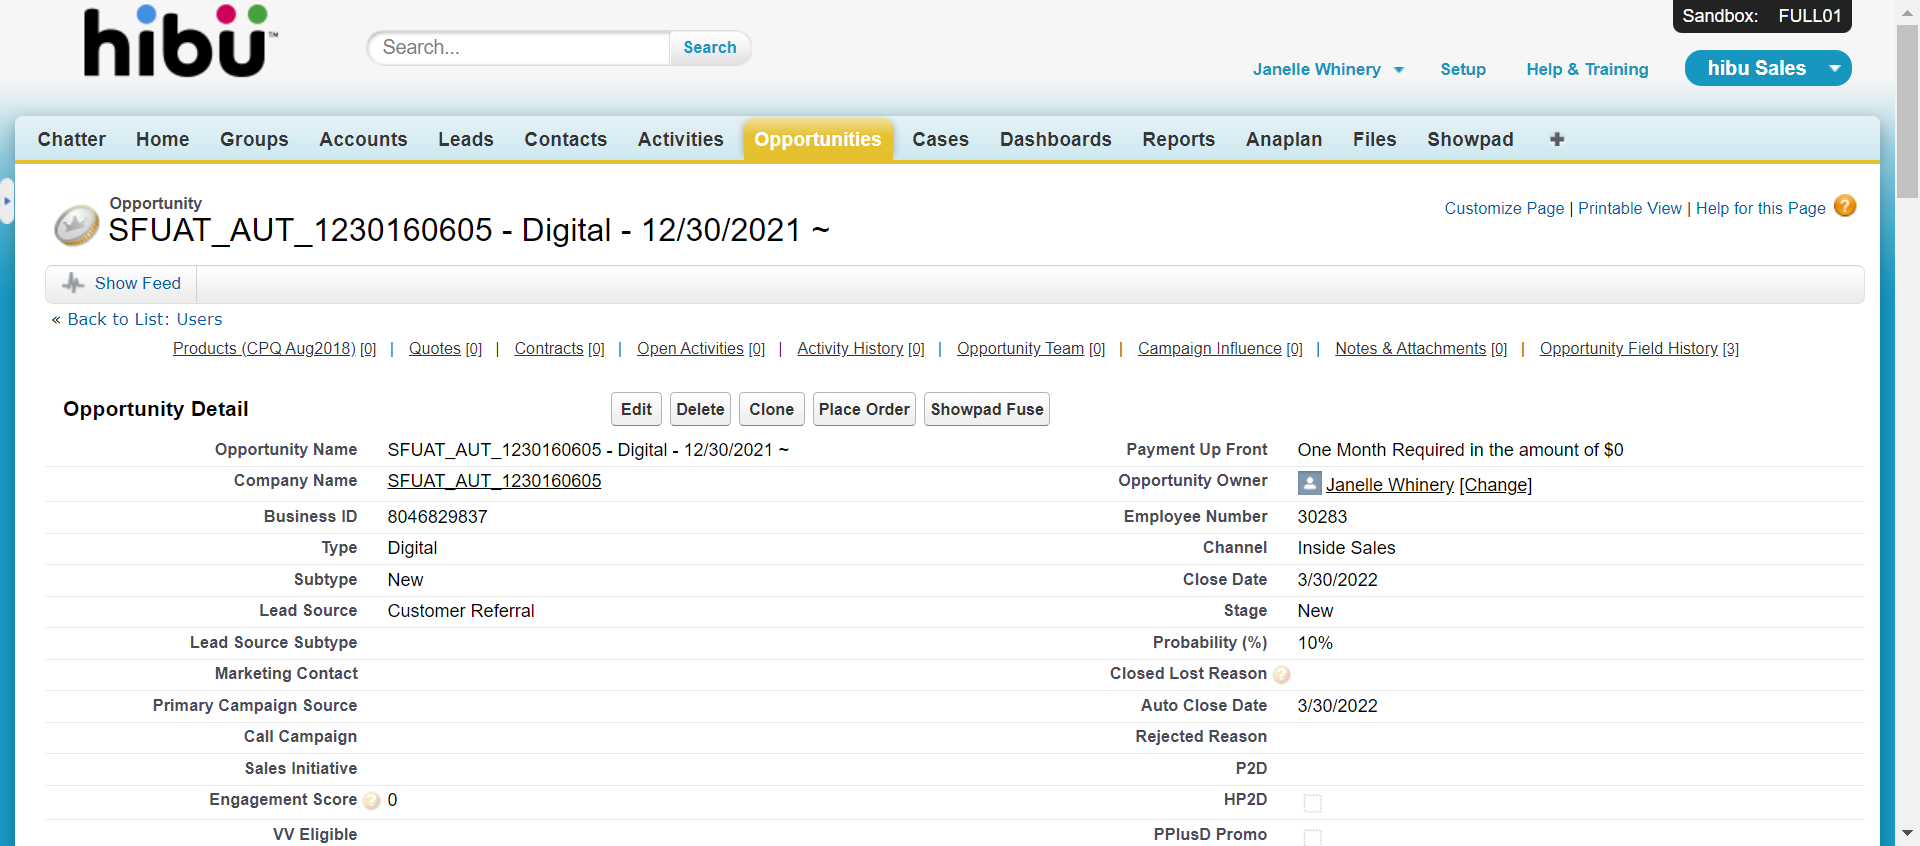 hibu™
Search...
Search
Sandbox: FULL01
Janelle Whinery
Setup
Help & Training
hibu Sales
Chatter Home Groups Accounts Leads Contacts Activities Opportunities Cases Dashboards Reports Anaplan Files Showpad
Opportunity
SFUAT_AUT_1230160605 - Digital - 12/30/2021 ~
Customize Page | Printable View | Help for this Page ?
Show Feed
« Back to List: Users
Products (CPQ Aug2018) [0] | Quotes [0] | Contracts [0] | Open Activities [0] | Activity History [0] | Opportunity Team [0] | Campaign Influence [0] | Notes & Attachments [0] | Opportunity Field History [3]
Opportunity Detail
Edit Delete Clone Place Order Showpad Fuse
Opportunity Name SFUAT_AUT_1230160605 - Digital - 12/30/2021 ~ Payment Up Front One Month Required in the amount of $0
Company Name SFUAT_AUT_1230160605 Opportunity Owner Janelle Whinery [Change]
Business ID 8046829837 Employee Number 30283
Type Digital Channel Inside Sales
Subtype New Close Date 3/30/2022
Lead Source Customer Referral Stage New
Lead Source Subtype Probability (%) 10%
Marketing Contact Closed Lost Reason ?
Primary Campaign Source Auto Close Date 3/30/2022
Call Campaign Rejected Reason
Sales Initiative P2D
Engagement Score ? 0 HP2D
VV Eligible PPlusD Promo